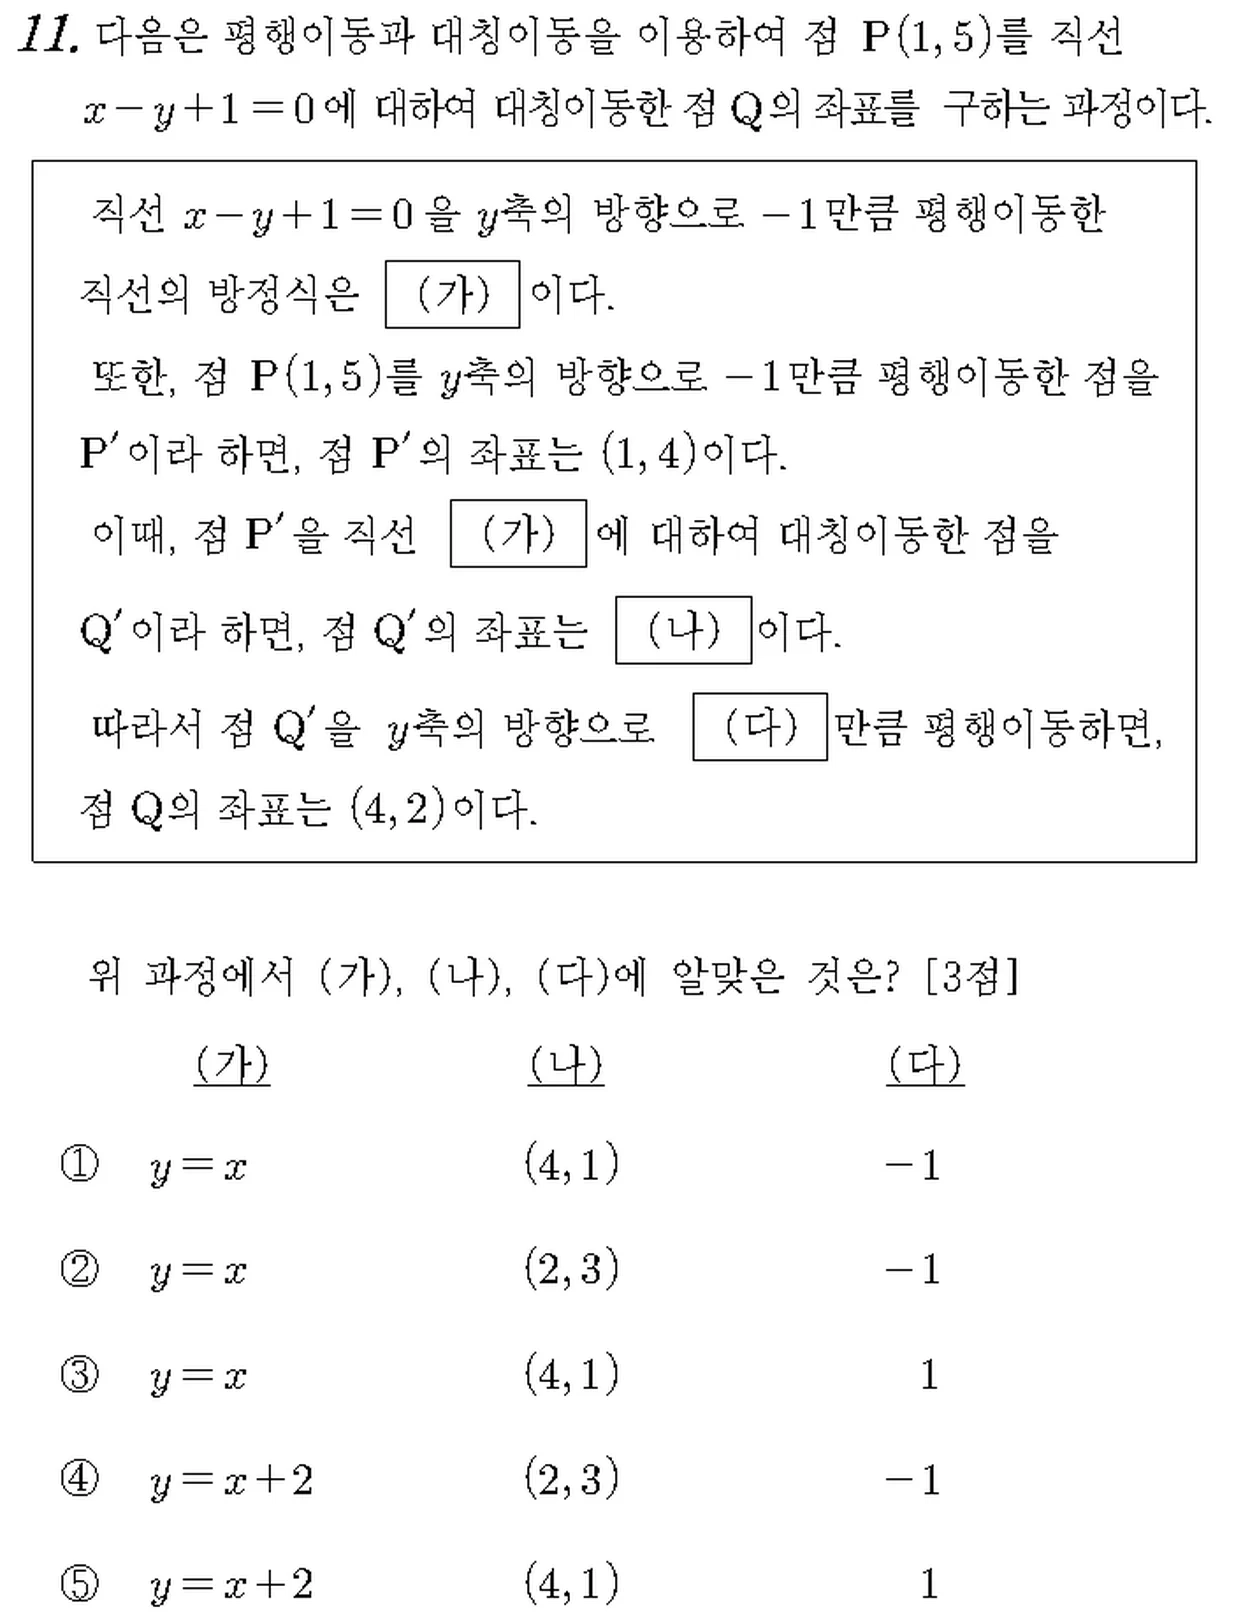 11. 다음은 평행이동과 대칭이동을 이용하여 점 P(1, 5)를 직선
x-y+1=0에 대하여 대칭이동한 점 Q의 좌표를 구하는 과정이다.
직선 x-y+1=0을 y축의 방향으로 -1만큼 평행이동한
직선의 방정식은 (가) 이다.
또한, 점 P(1, 5)를 y축의 방향으로 -1만큼 평행이동한 점을
P′이라 하면, 점 P′의 좌표는 (1, 4)이다.
이때, 점 P′을 직선 (가) 에 대하여 대칭이동한 점을
Q′이라 하면, 점 Q′의 좌표는 (나) 이다.
따라서 점 Q′을 y축의 방향으로 (다) 만큼 평행이동하면,
점 Q의 좌표는 (4, 2)이다.
위 과정에서 (가), (나), (다)에 알맞은 것은? [3점]
(가) (나) (다)
① y=x (4, 1) -1
② y=x (2, 3) -1
③ y=x (4, 1) 1
④ y=x+2 (2, 3) -1
⑤ y=x+2 (4, 1) 1